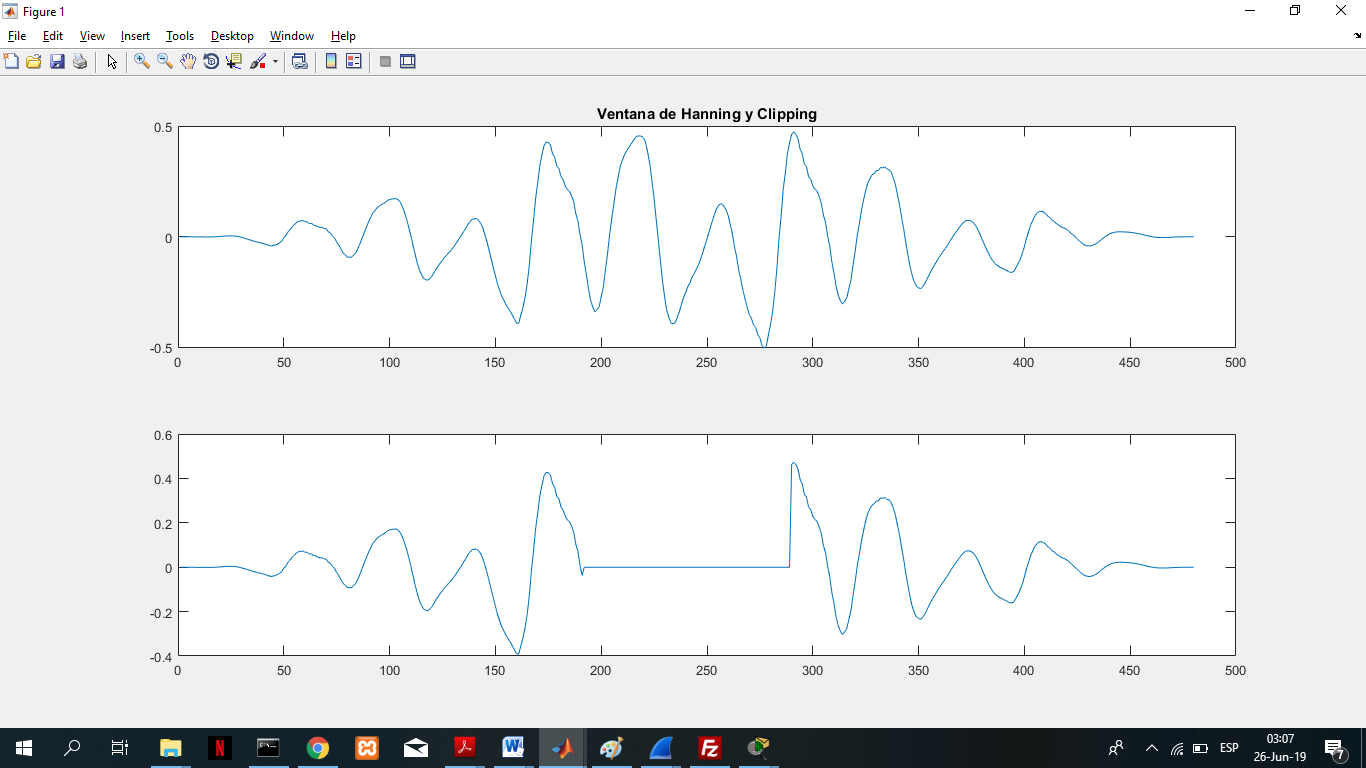 Figure 1
File Edit View Insert Tools Desktop Window Help
Ventana de Hanning y Clipping
0.5
0
-0.5
0 50 100 150 200 250 300 350 400 450 500
0.6
0.4
0.2
0
-0.2
-0.4
0 50 100 150 200 250 300 350 400 450 500
ESP
03:07
26-Jun-19
7